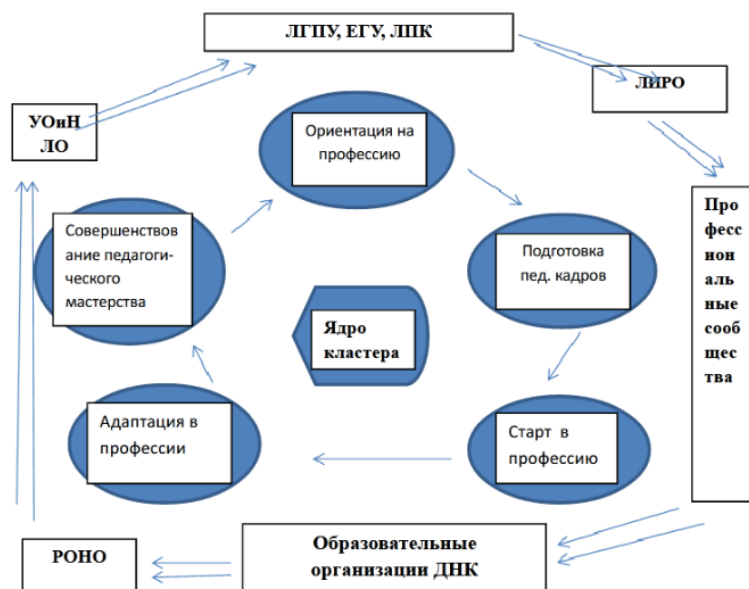 ЛГПУ, ЕГУ, ЛПК
ЛИРО
УОиН
ЛО
Ориентация на
профессию
Совершенствов
ание педагоги-
ческого
мастерства
Подготовка
пед. кадров
Про
фесс
ион
аль
ные
сооб
щес
тва
Ядро
кластера
Адаптация в
профессии
Старт в
профессию
РОНО
Образовательные
организации ДНК